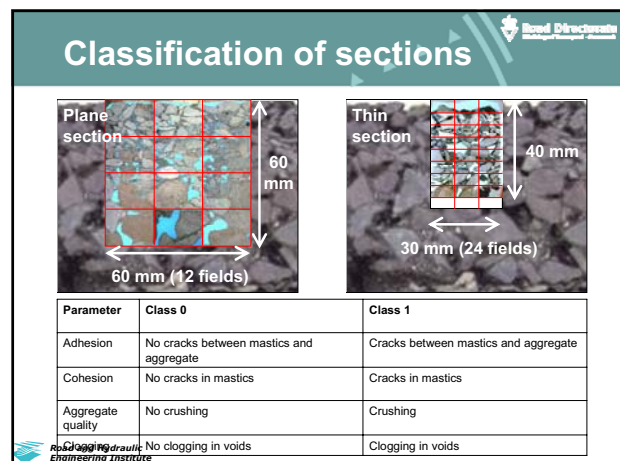 Road Directorate
Classification of sections
Plane
section
60
mm
60 mm (12 fields)
Thin
section
40 mm
30 mm (24 fields)
Parameter Class 0 Class 1
Adhesion No cracks between mastics and Cracks between mastics and aggregate
aggregate
Cohesion No cracks in mastics Cracks in mastics
Aggregate No crushing Crushing
quality
Clogging No clogging in voids Clogging in voids
Road and Hydraulic
Engineering Institute